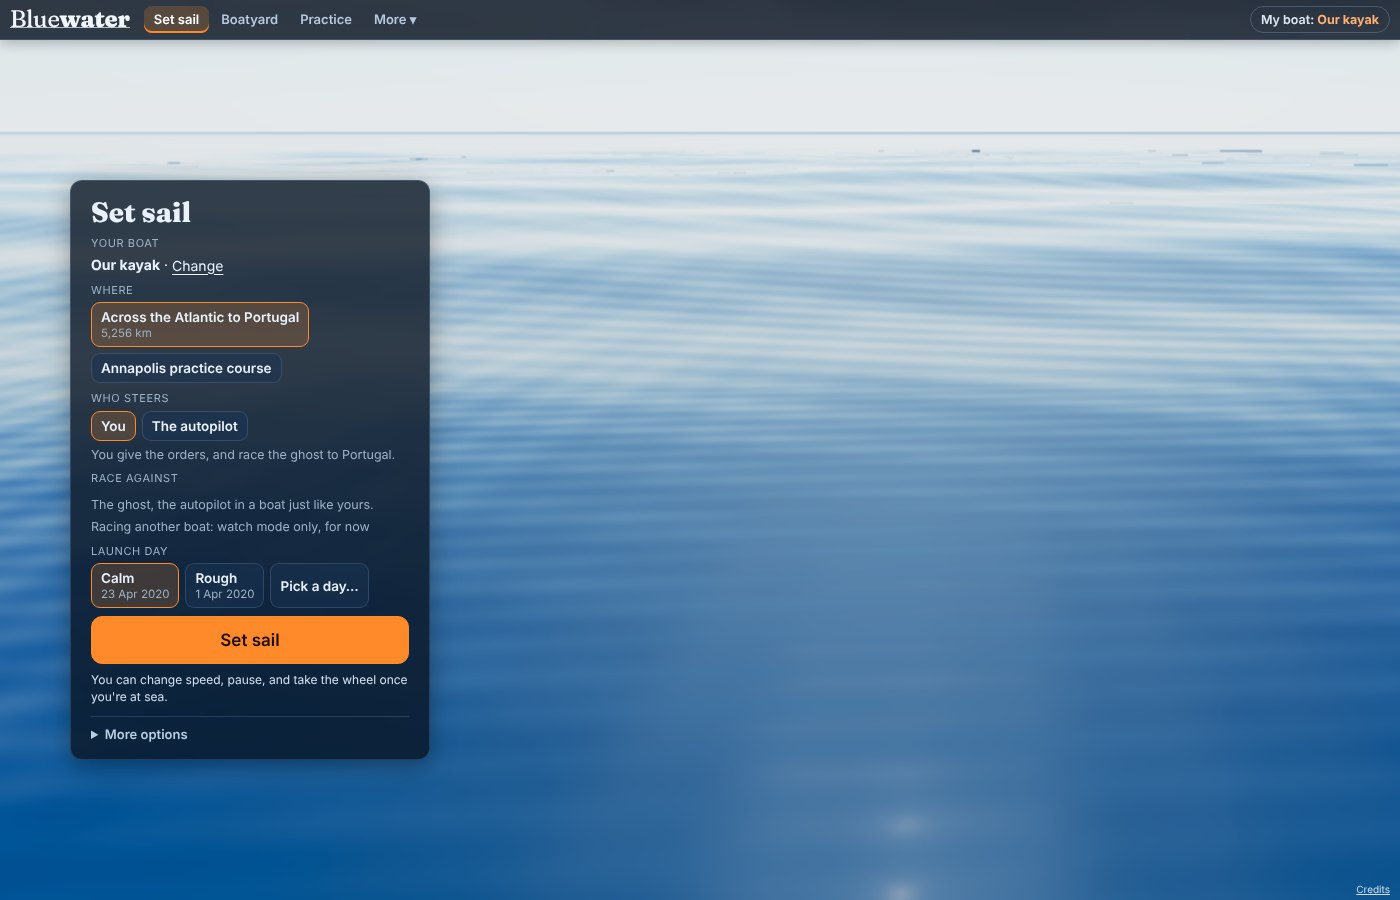 Bluewater
Set sail
Boatyard
Practice
More ▾
My boat: Our kayak
Set sail
YOUR BOAT
Our kayak · Change
WHERE
Across the Atlantic to Portugal
5,256 km
Annapolis practice course
WHO STEERS
You
The autopilot
You give the orders, and race the ghost to Portugal.
RACE AGAINST
The ghost, the autopilot in a boat just like yours.
Racing another boat: watch mode only, for now
LAUNCH DAY
Calm
23 Apr 2020
Rough
1 Apr 2020
Pick a day...
Set sail
You can change speed, pause, and take the wheel once
you're at sea.
▶ More options
Credits